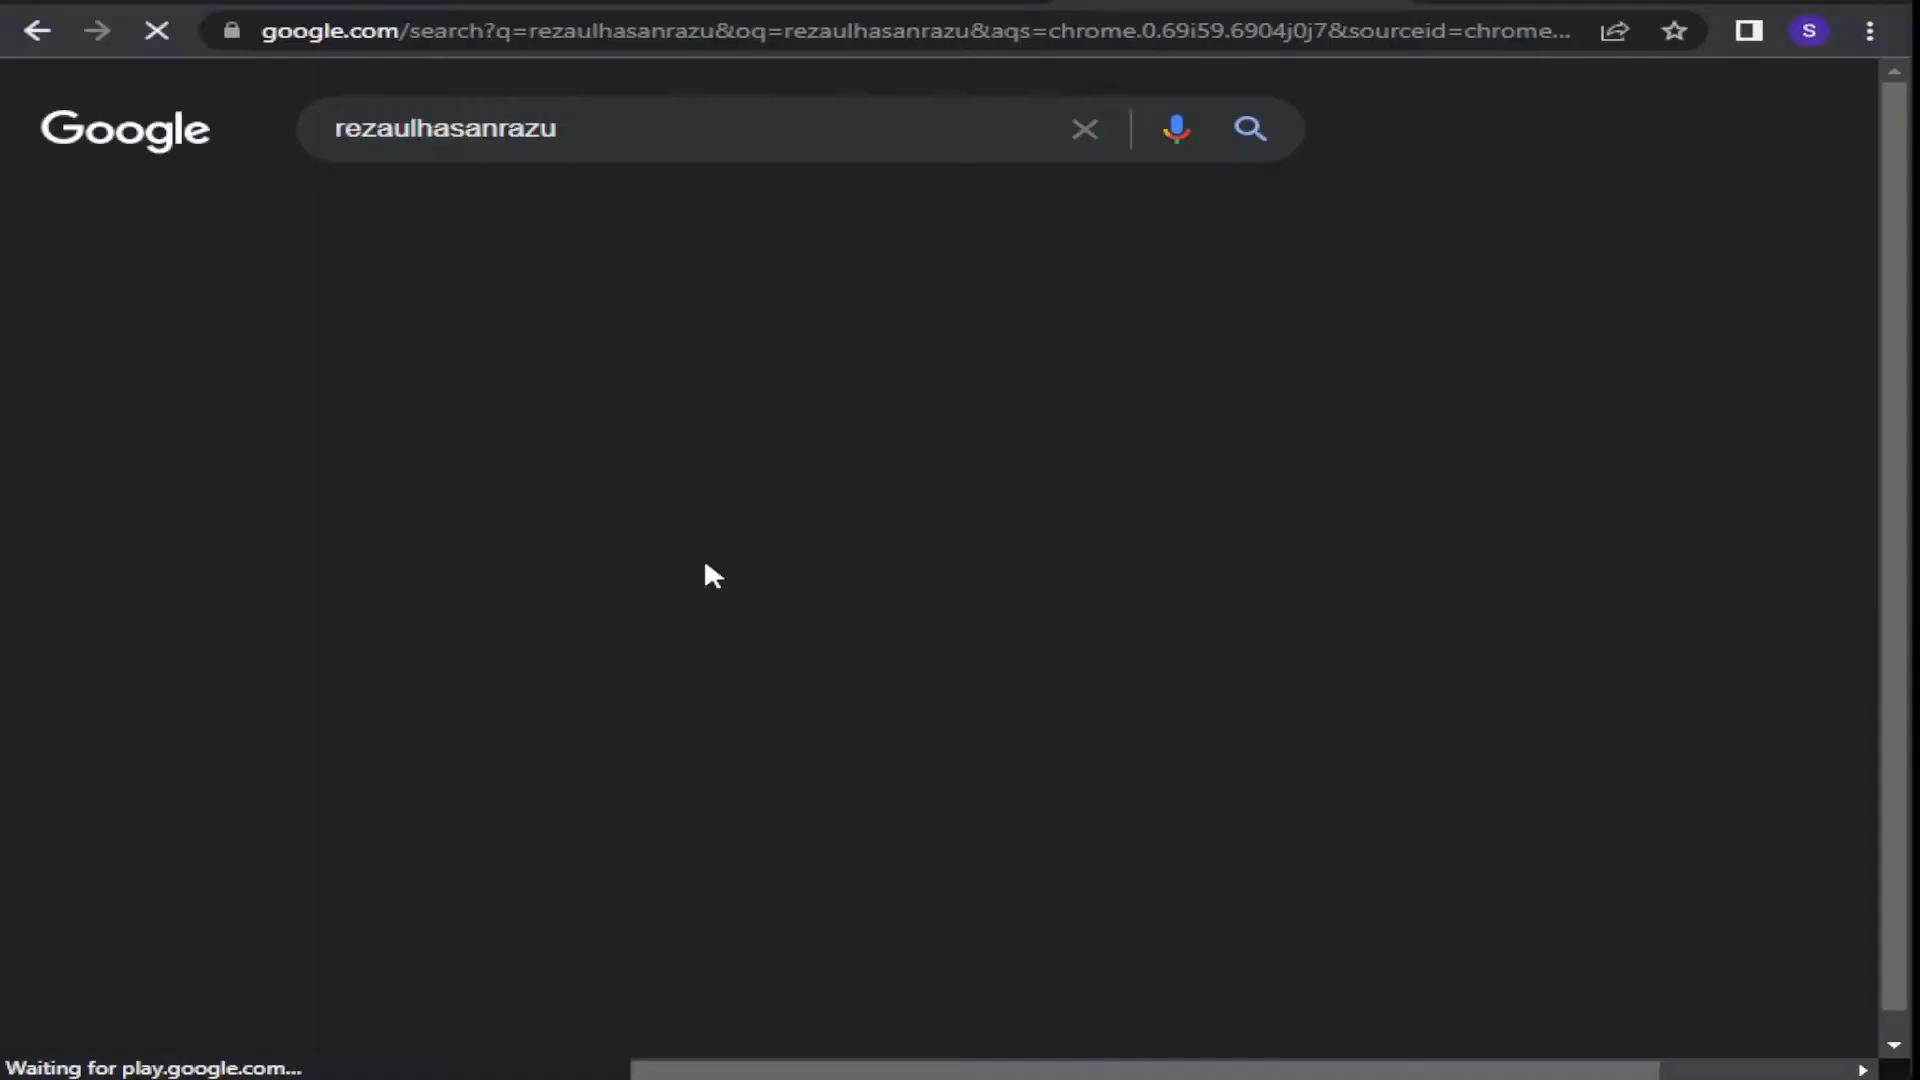 google.com/search?q=rezaulhasanrazu&oq=rezaulhasanrazu&aqs=chrome.0.69i59.6904j0j7&sourceid=chrome...
S
Google
rezaulhasanrazu
Waiting for play.google.com...